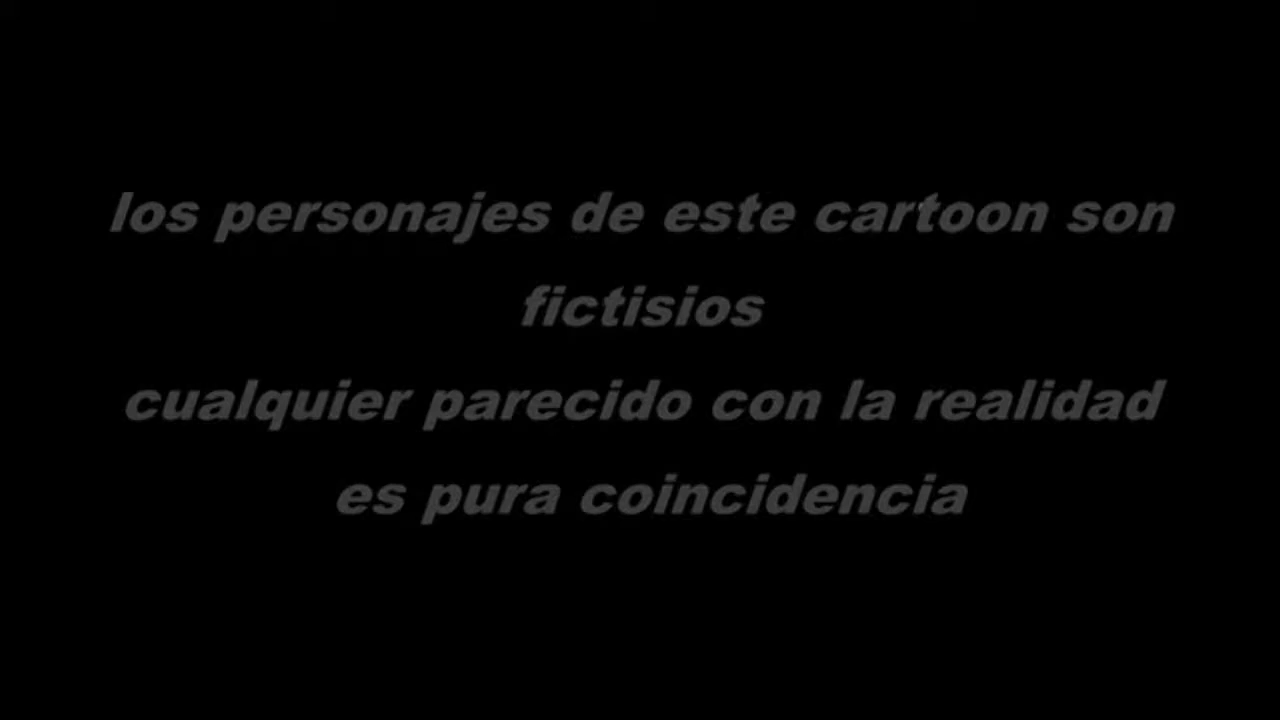 los personajes de este cartoon son
fictisios
cualquier parecido con la realidad
es pura coincidencia